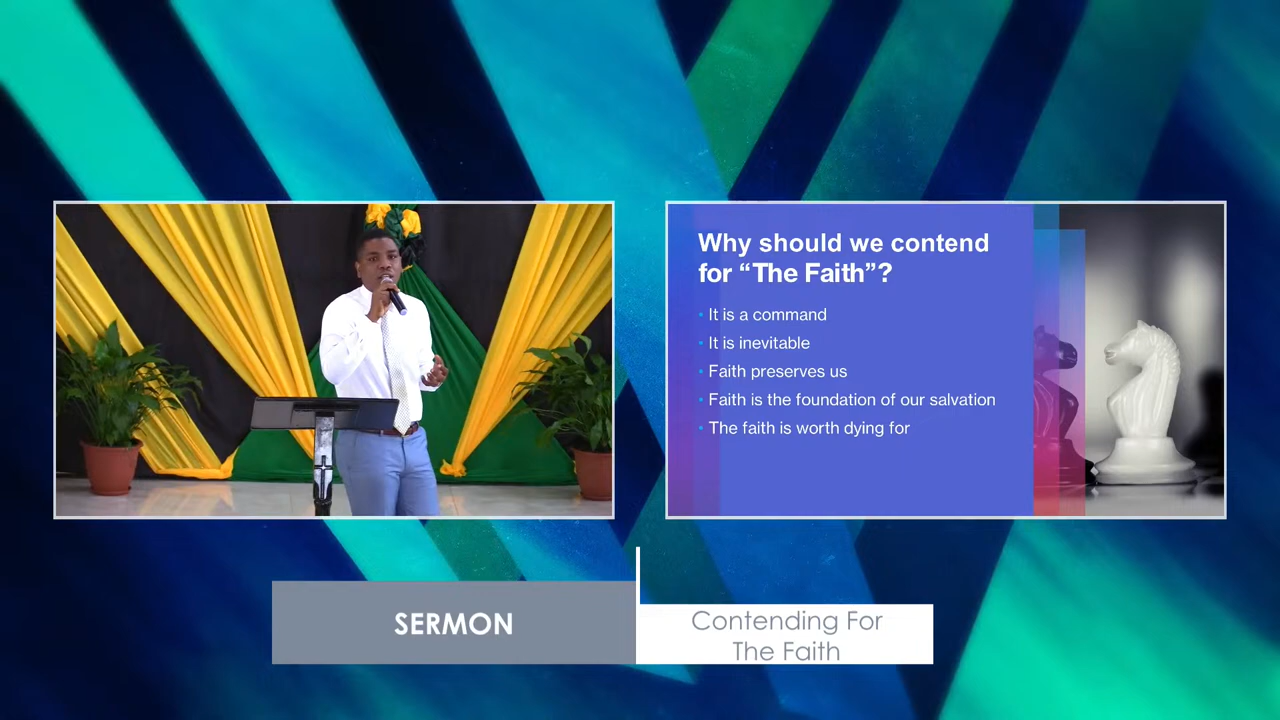 Why should we contend
for “The Faith”?
• It is a command
• It is inevitable
• Faith preserves us
• Faith is the foundation of our salvation
• The faith is worth dying for
SERMON
Contending For
The Faith